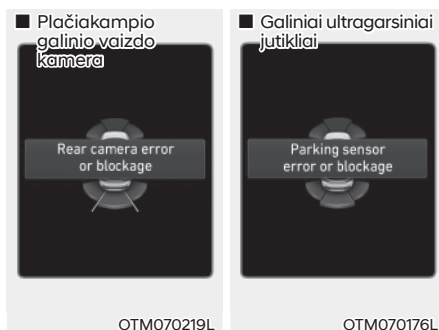 ■ Plačiakampio
galinio vaizdo
kamera
Rear camera error
or blockage
OTM070219L
■ Galiniai ultragarsiniai
jutikliai
Parking sensor
error or blockage
OTM070176L